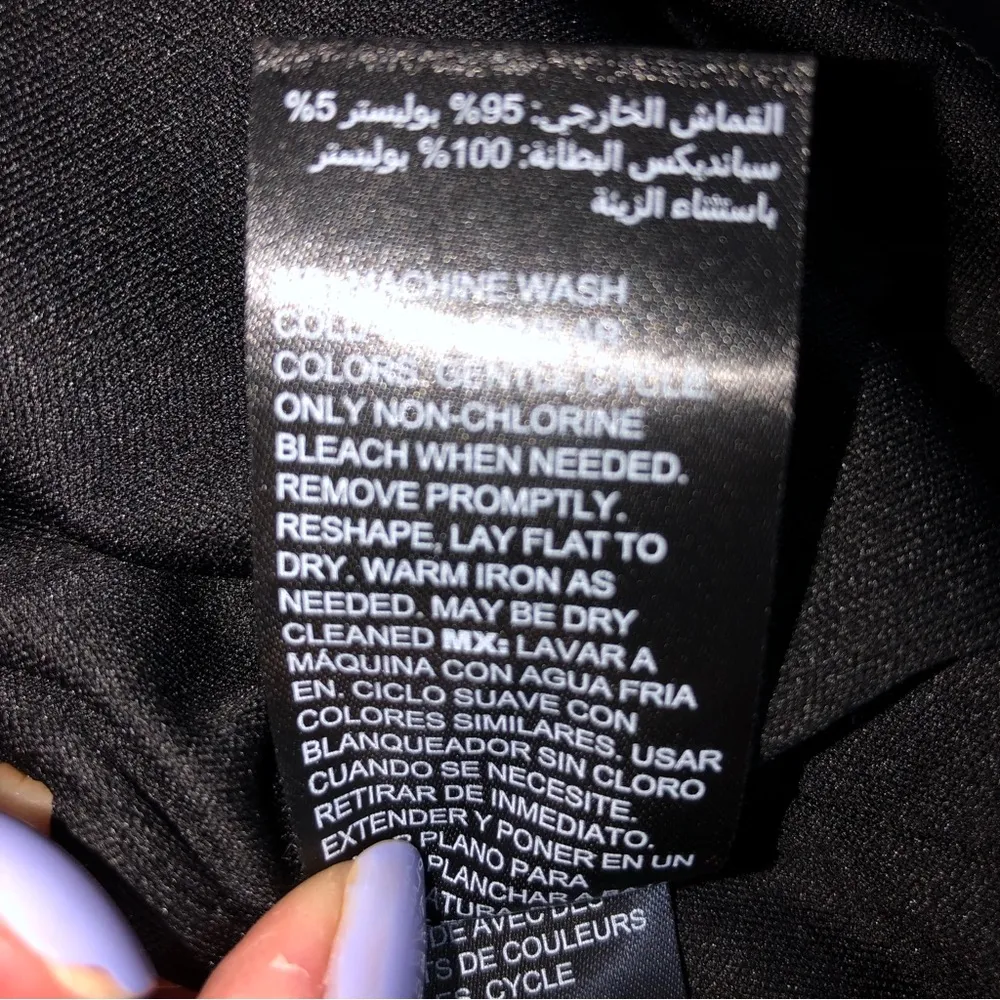 القماش الخارجي: 95% بوليستر 5%
سبانديكس البطانة: 100% بوليستر
باستثناء الزينة
MACHINE WASH
COLORS. GENTLE CYCLE
ONLY NON-CHLORINE
BLEACH WHEN NEEDED.
REMOVE PROMPTLY.
RESHAPE, LAY FLAT TO
DRY. WARM IRON AS
NEEDED. MAY BE DRY
CLEANED MX: LAVAR A
MÁQUINA CON AGUA FRIA
EN. CICLO SUAVE CON
COLORES SIMILARES. USAR
BLANQUEADOR SIN CLORO
CUANDO SE NECESITE.
RETIRAR DE INMEDIATO.
EXTENDER Y PONER EN UN
PLANO PARA
PLANCHAR
DE AVEC DES
DE COULEURS
CYCLE